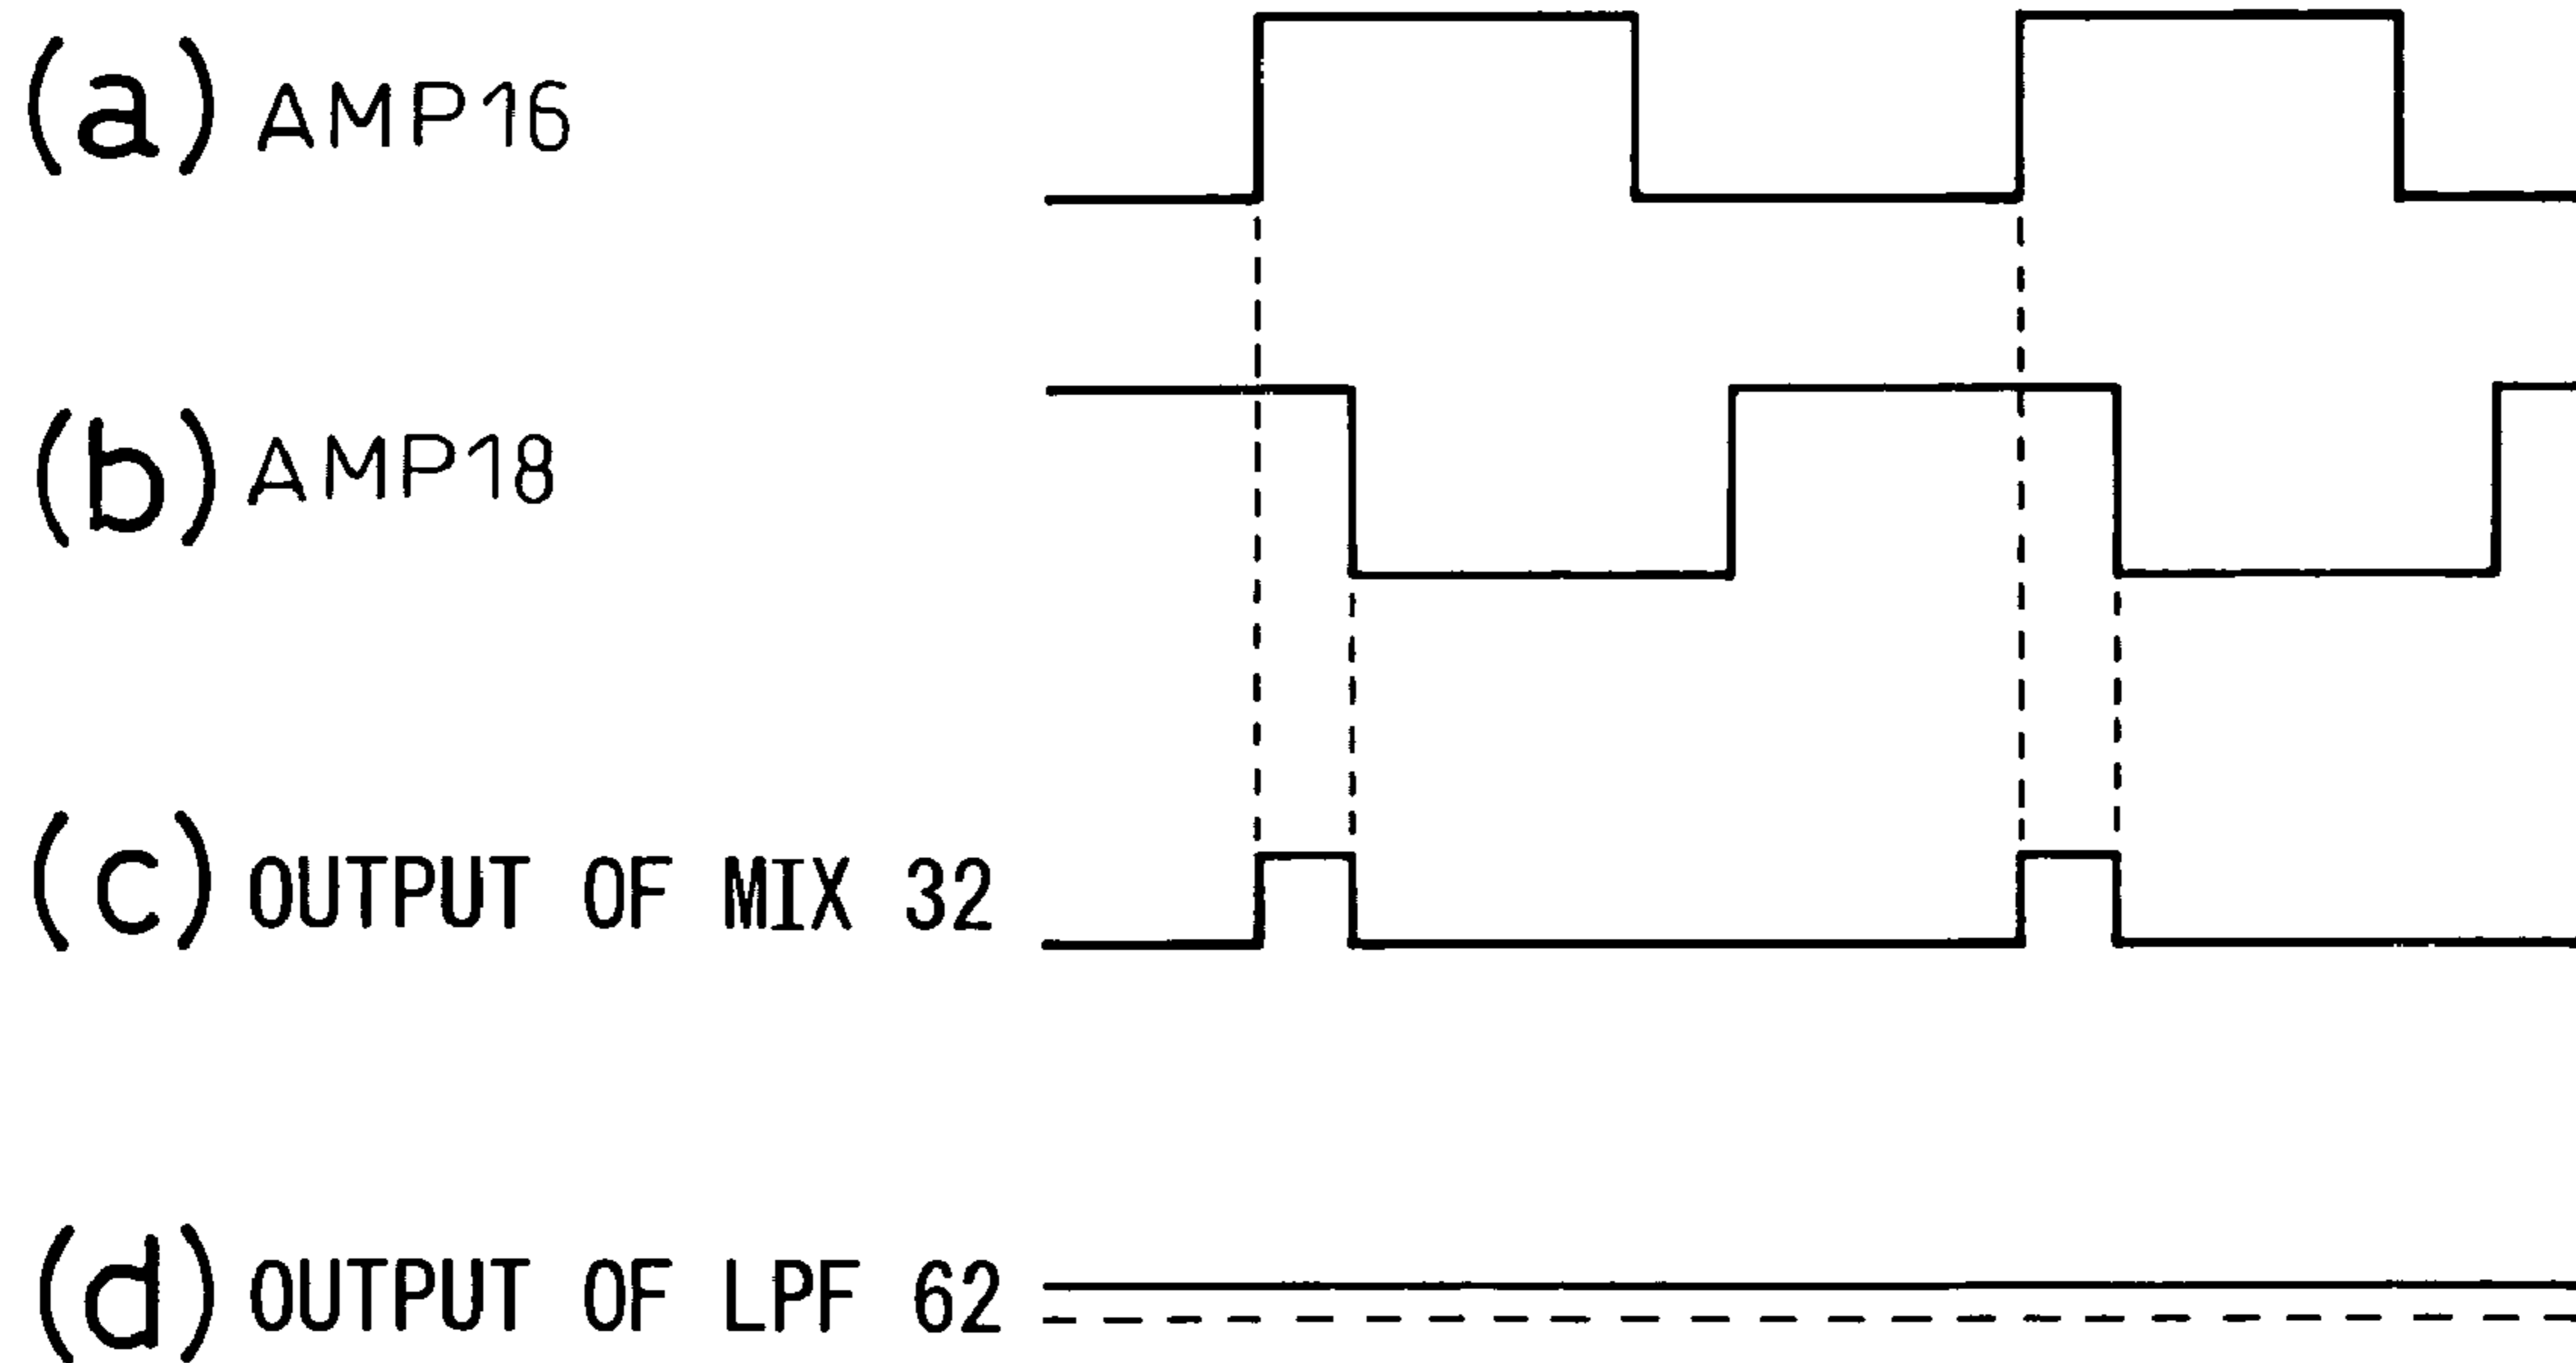 (a) AMP16
(b) AMP18
(c) OUTPUT OF MIX 32
(d) OUTPUT OF LPF 62